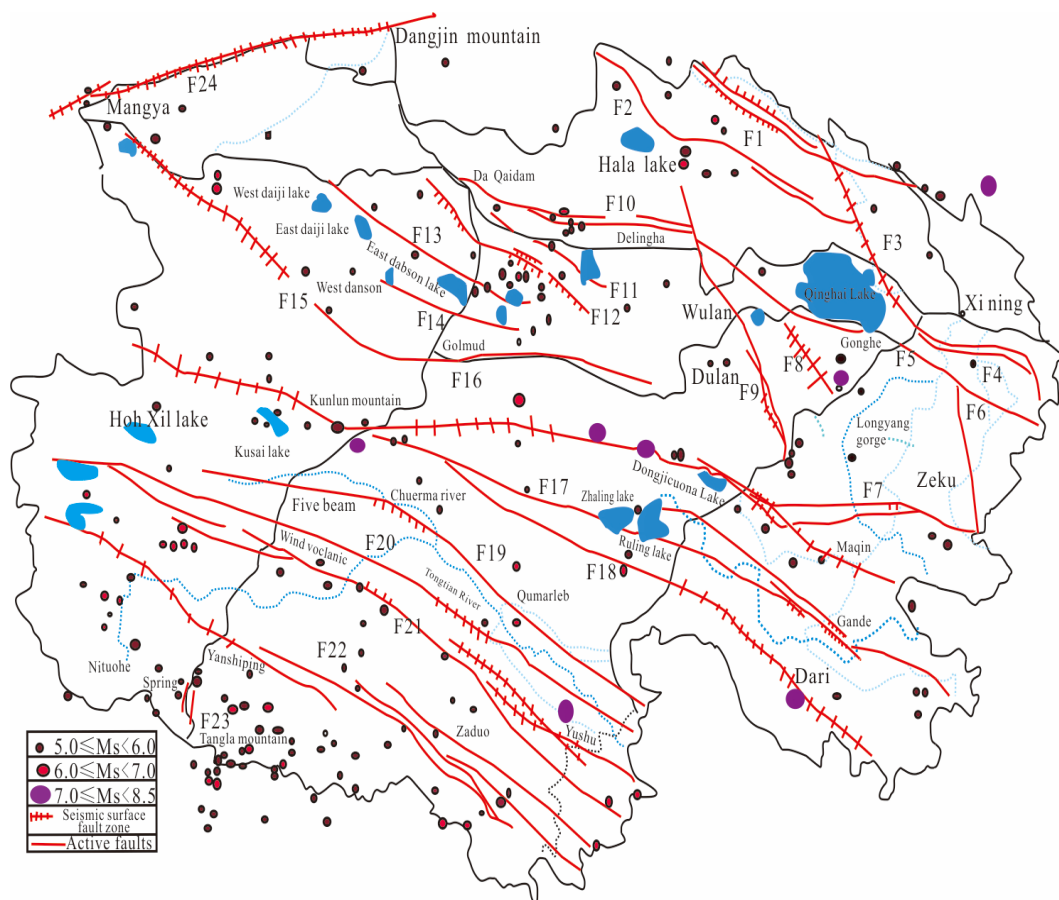 Dangjin mountain
F24
Mangya
F2
F1
Hala lake
Da Qaidam
West daiji lake
F10
East daiji lake
F13
Delingha
F3
East dabson lake
West danson
F15
F11
Qinghai Lake
Xi ning
F14
F12
Wulan
Golmud
Gonghe
F8
F5
F16
Dulan
F9
F4
Kunlun mountain
F6
Hoh Xil lake
Kusai lake
Longyang
gorge
Dongjicuona Lake
Zeku
F17
Chuerma river
Zhaling lake
F7
Five beam
F20
Ruling lake
Maqin
Wind voclanic
F19
F18
Tongtian River
Qumarleb
F21
Gande
Nituohe
Yanshiping
F22
Spring
Dari
F23
Zaduo
Yushu
Tangla mountain
5.0≤Ms<6.0
6.0≤Ms<7.0
7.0≤Ms<8.5
Seismic surface
fault zone
Active faults